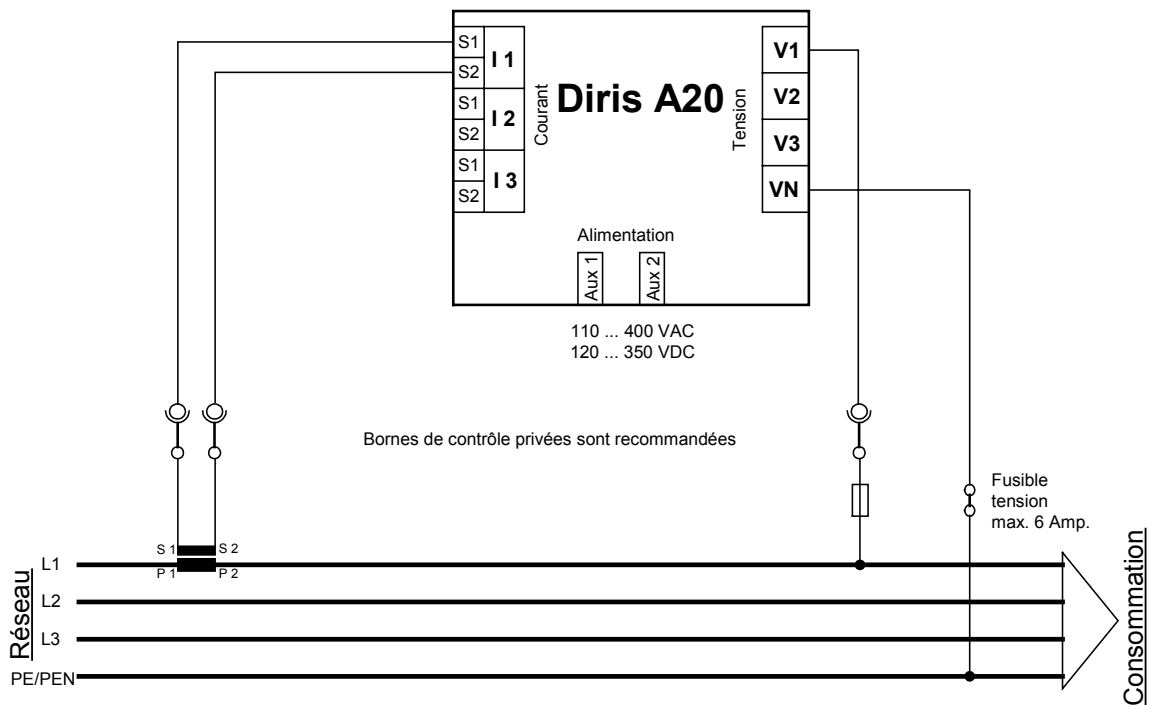 S1
S2
S1
S2
S1
S2
I 1
I 2
I 3
Courant
Diris A20
Tension
V1
V2
V3
VN
Alimentation
Aux 1
Aux 2
110 ... 400 VAC
120 ... 350 VDC
Bornes de contrôle privées sont recommandées
Fusible
tension
max. 6 Amp.
S 1
S 2
P 1
P 2
Réseau
L1
L2
L3
PE/PEN
Consommation